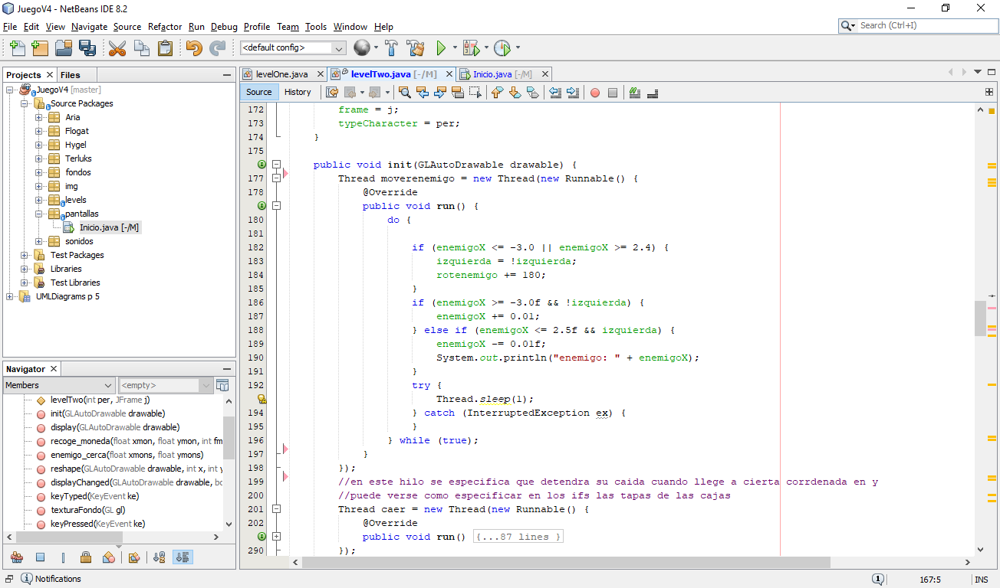 JuegoV4 - NetBeans IDE 8.2
File Edit View Navigate Source Refactor Run Debug Profile Team Tools Window Help
Search (Ctrl+I)
<default config>
Projects
Files
JuegoV4 [master]
Source Packages
Aria
Flogat
Hygel
Terluks
fondos
img
levels
pantallas
Inicio.java [-/M]
sonidos
Test Packages
Libraries
Test Libraries
UMLDiagrams p 5
Navigator
Members
<empty>
levelTwo(int per, JFrame j)
init(GLAutoDrawable drawable)
display(GLAutoDrawable drawable)
recoge_moneda(float xmon, float ymon, int fm
enemigo_cerca(float xmons, float ymons)
reshape(GLAutoDrawable drawable, int x, int y
displayChanged(GLAutoDrawable drawable, bo
keyTyped(KeyEvent ke)
texturaFondo(GL gl)
keyPressed(KeyEvent ke)
levelOne.java
levelTwo.java [-/M]
Inicio.java [-/M]
Source History
172 frame = j;
173 typeCharacter = per;
174 }
175
public void init(GLAutoDrawable drawable) {
177 Thread moverenemigo = new Thread(new Runnable() {
178 @Override
public void run() {
180 do {
181
182 if (enemigoX <= -3.0 || enemigoX >= 2.4) {
183 izquierda = !izquierda;
184 rotenemigo += 180;
185 }
186 if (enemigoX >= -3.0f && !izquierda) {
187 enemigoX += 0.01;
188 } else if (enemigoX <= 2.5f && izquierda) {
189 enemigoX -= 0.01f;
190 System.out.println("enemigo: " + enemigoX);
191 }
192 try {
Thread.sleep(1);
194 } catch (InterruptedException ex) {
195 }
196 } while (true);
197 }
198 });
199 //en este hilo se especifica que detendra su caida cuando llege a cierta corrdenada en y
200 //puede verse como especificar en los ifs las tapas de las cajas
201 Thread caer = new Thread(new Runnable() {
202 @Override
public void run() {...87 lines }
290 });
Notifications
1
167:5
INS